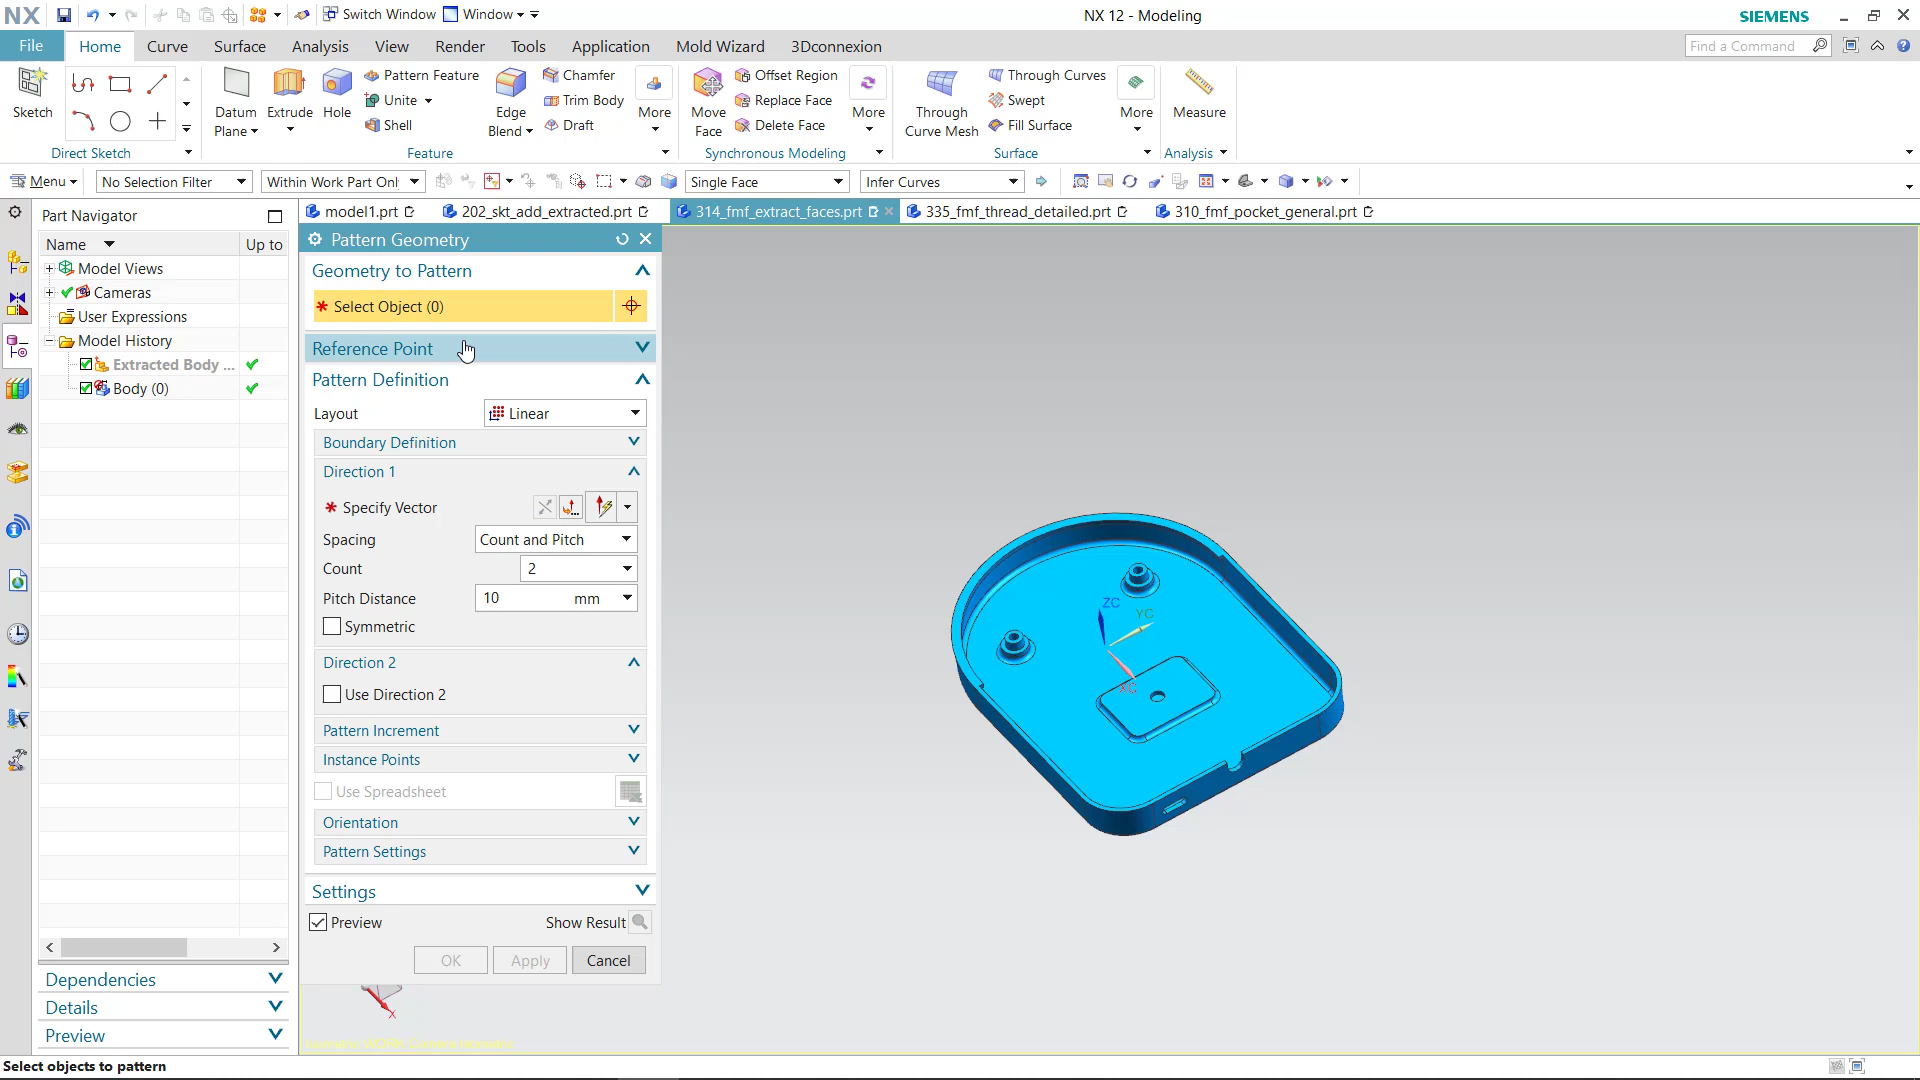 NX
Switch Window
Window
NX 12 - Modeling
SIEMENS
File
Home
Curve
Surface
Analysis
View
Render
Tools
Application
Mold Wizard
3Dconnexion
Find a Command
Sketch
Direct Sketch
Datum
Plane
Extrude
Hole
Pattern Feature
Unite
Shell
Edge
Blend
Chamfer
Trim Body
Draft
More
Feature
Move
Face
Offset Region
Replace Face
Delete Face
More
Synchronous Modeling
Through
Curve Mesh
Through Curves
Swept
Fill Surface
More
Surface
Measure
Analysis
Menu
No Selection Filter
Within Work Part Onl
Single Face
Infer Curves
Part Navigator
model1.prt
202_skt_add_extracted.prt
314_fmf_extract_faces.prt
335_fmf_thread_detailed.prt
310_fmf_pocket_general.prt
Name
Up to
Model Views
Cameras
User Expressions
Model History
Extracted Body ...
Body (0)
Pattern Geometry
Geometry to Pattern
* Select Object (0)
Reference Point
Pattern Definition
Layout
Linear
Boundary Definition
Direction 1
* Specify Vector
Spacing
Count and Pitch
Count
2
Pitch Distance
10
mm
Symmetric
Direction 2
Use Direction 2
Pattern Increment
Instance Points
Use Spreadsheet
Orientation
Pattern Settings
Settings
Preview
Show Result
OK
Apply
Cancel
ZC
YC
XC
X
Dependencies
Details
Preview
Select objects to pattern